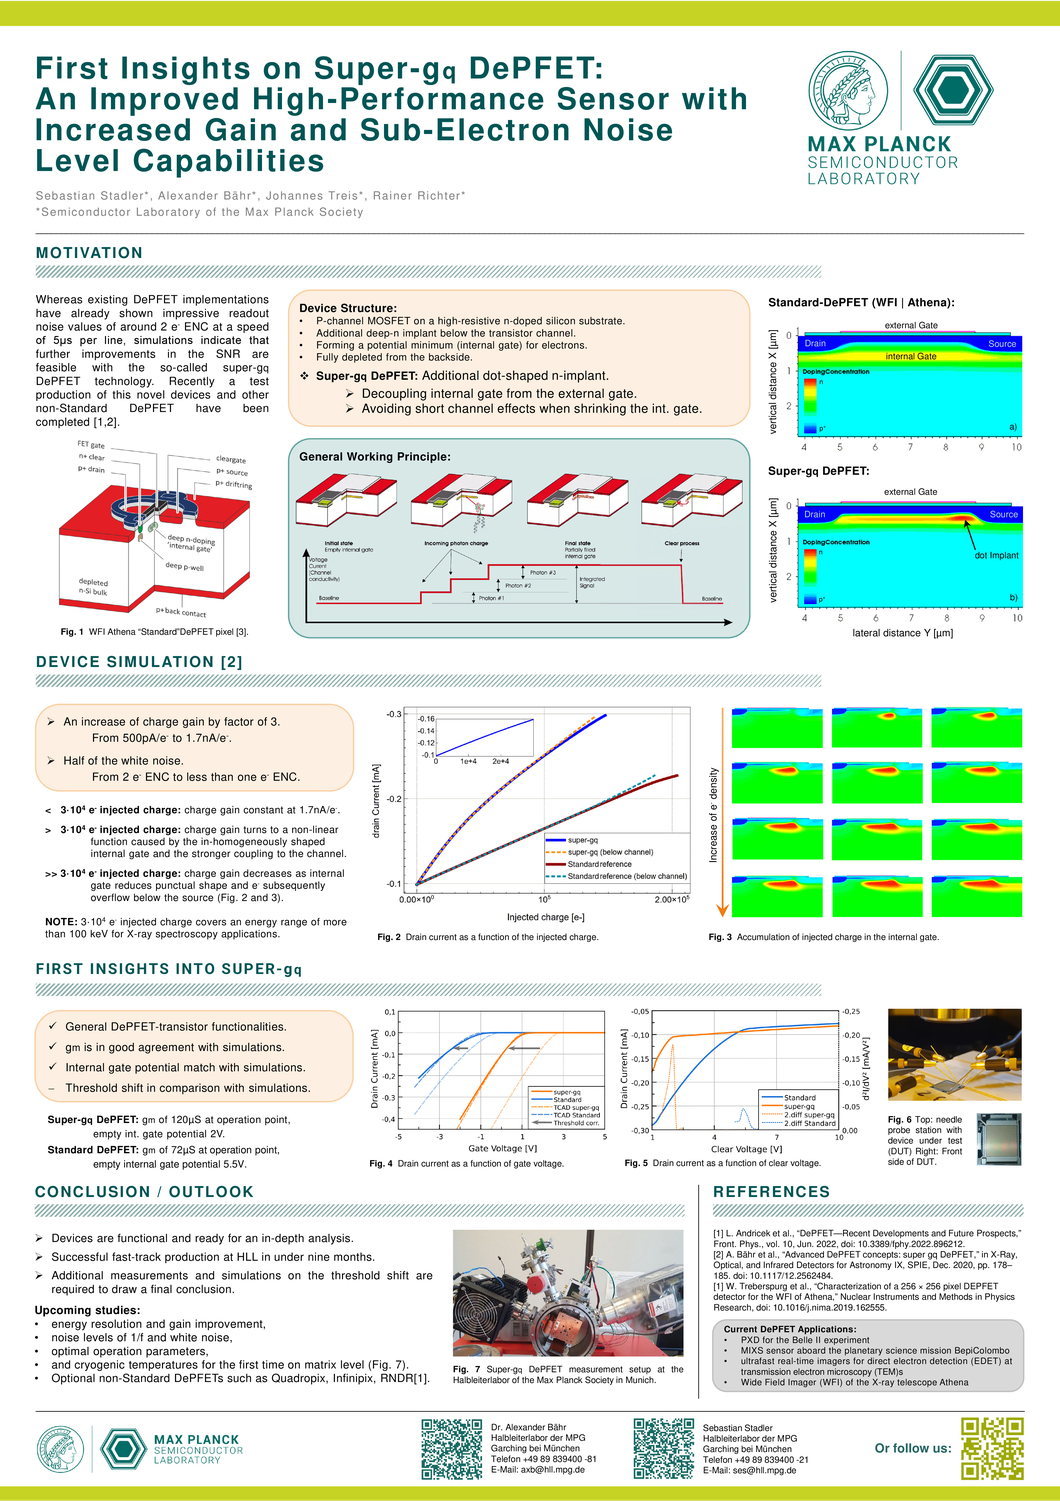 First Insights on Super-gq DePFET:
An Improved High-Performance Sensor with
Increased Gain and Sub-Electron Noise
Level Capabilities
Sebastian Stadler*, Alexander Bähr*, Johannes Treis*, Rainer Richter*
*Semiconductor Laboratory of the Max Planck Society
MAX PLANCK
SEMICONDUCTOR
LABORATORY
MOTIVATION
Whereas existing DePFET implementations
have already shown impressive readout
noise values of around 2 e⁻ ENC at a speed
of 5µs per line, simulations indicate that
further improvements in the SNR are
feasible with the so-called super-gq
DePFET technology. Recently a test
production of this novel devices and other
non-Standard DePFET have been
completed [1,2].
FET gate
n+ clear
p+ drain
cleargate
p+ source
p+ driftring
deep n-doping
'internal gate'
deep p-well
depleted
n-Si bulk
p+ back contact
Fig. 1 WFI Athena "Standard"DePFET pixel [3].
Device Structure:
• P-channel MOSFET on a high-resistive n-doped silicon substrate.
• Additional deep-n implant below the transistor channel.
• Forming a potential minimum (internal gate) for electrons.
• Fully depleted from the backside.
❖ Super-gq DePFET: Additional dot-shaped n-implant.
➢ Decoupling internal gate from the external gate.
➢ Avoiding short channel effects when shrinking the int. gate.
General Working Principle:
Initial state
Empty internal gate
Incoming photon charge
Final state
Partially filled
internal gate
Clear process
Voltage
Current
(Channel
conductivity)
Baseline
Photon #1
Photon #2
Photon #3
Integrated
Signal
Baseline
Standard-DePFET (WFI | Athena):
external Gate
Drain
Source
internal Gate
DopingConcentration
n
p⁺
a)
vertical distance X [µm]
0
1
2
4 5 6 7 8 9 10
Super-gq DePFET:
external Gate
Drain
Source
DopingConcentration
n
p⁺
dot Implant
b)
vertical distance X [µm]
0
1
2
4 5 6 7 8 9 10
lateral distance Y [µm]
DEVICE SIMULATION [2]
➢ An increase of charge gain by factor of 3.
From 500pA/e⁻ to 1.7nA/e⁻.
➢ Half of the white noise.
From 2 e⁻ ENC to less than one e⁻ ENC.
< 3·10⁴ e⁻ injected charge: charge gain constant at 1.7nA/e⁻.
> 3·10⁴ e⁻ injected charge: charge gain turns to a non-linear
function caused by the in-homogeneously shaped
internal gate and the stronger coupling to the channel.
>> 3·10⁴ e⁻ injected charge: charge gain decreases as internal
gate reduces punctual shape and e⁻ subsequently
overflow below the source (Fig. 2 and 3).
NOTE: 3·10⁴ e⁻ injected charge covers an energy range of more
than 100 keV for X-ray spectroscopy applications.
drain Current [mA]
-0.3
-0.2
-0.1
-0.16
-0.14
-0.12
-0.1
0 1e+4 2e+4
super-gq
super-gq (below channel)
Standard reference
Standard reference (below channel)
0.00×10⁰ 10⁵ 2.00×10⁵
Injected charge [e-]
Fig. 2 Drain current as a function of the injected charge.
Increase of e⁻ density
Fig. 3 Accumulation of injected charge in the internal gate.
FIRST INSIGHTS INTO SUPER-gq
✓ General DePFET-transistor functionalities.
✓ gm is in good agreement with simulations.
✓ Internal gate potential match with simulations.
– Threshold shift in comparison with simulations.
Super-gq DePFET: gm of 120µS at operation point,
empty int. gate potential 2V.
Standard DePFET: gm of 72µS at operation point,
empty internal gate potential 5.5V.
Drain Current [mA]
0,1
0,0
-0,1
-0,2
-0,3
-0,4
super-gq
Standard
TCAD super-gq
TCAD Standard
Threshold corr.
-5 -3 -1 1 3 5
Gate Voltage [V]
Fig. 4 Drain current as a function of gate voltage.
Drain Current [mA]
-0,05
-0,10
-0,15
-0,20
-0,25
-0,30
-0,25
-0,20
-0,15
-0,10
-0,05
0,00
d²I/dV² [mA/V²]
Standard
super-gq
2.diff super-gq
2.diff Standard
1 4 7 10
Clear Voltage [V]
Fig. 5 Drain current as a function of clear voltage.
Fig. 6 Top: needle
probe station with
device under test
(DUT) Right: Front
side of DUT.
CONCLUSION / OUTLOOK
➢ Devices are functional and ready for an in-depth analysis.
➢ Successful fast-track production at HLL in under nine months.
➢ Additional measurements and simulations on the threshold shift are
required to draw a final conclusion.
Upcoming studies:
• energy resolution and gain improvement,
• noise levels of 1/f and white noise,
• optimal operation parameters,
• and cryogenic temperatures for the first time on matrix level (Fig. 7).
• Optional non-Standard DePFETs such as Quadropix, Infinipix, RNDR[1].
Fig. 7 Super-gq DePFET measurement setup at the
Halbleiterlabor of the Max Planck Society in Munich.
REFERENCES
[1] L. Andricek et al., "DePFET—Recent Developments and Future Prospects,"
Front. Phys., vol. 10, Jun. 2022, doi: 10.3389/fphy.2022.896212.
[2] A. Bähr et al., "Advanced DePFET concepts: super gq DePFET," in X-Ray,
Optical, and Infrared Detectors for Astronomy IX, SPIE, Dec. 2020, pp. 178–
185. doi: 10.1117/12.2562484.
[1] W. Treberspurg et al., "Characterization of a 256 × 256 pixel DEPFET
detector for the WFI of Athena," Nuclear Instruments and Methods in Physics
Research, doi: 10.1016/j.nima.2019.162555.
Current DePFET Applications:
• PXD for the Belle II experiment
• MIXS sensor aboard the planetary science mission BepiColombo
• ultrafast real-time imagers for direct electron detection (EDET) at
transmission electron microscopy (TEM)s
• Wide Field Imager (WFI) of the X-ray telescope Athena
MAX PLANCK
SEMICONDUCTOR
LABORATORY
Dr. Alexander Bähr
Halbleiterlabor der MPG
Garching bei München
Telefon +49 89 839400 -81
E-Mail: axb@hll.mpg.de
Sebastian Stadler
Halbleiterlabor der MPG
Garching bei München
Telefon +49 89 839400 -21
E-Mail: ses@hll.mpg.de
Or follow us: